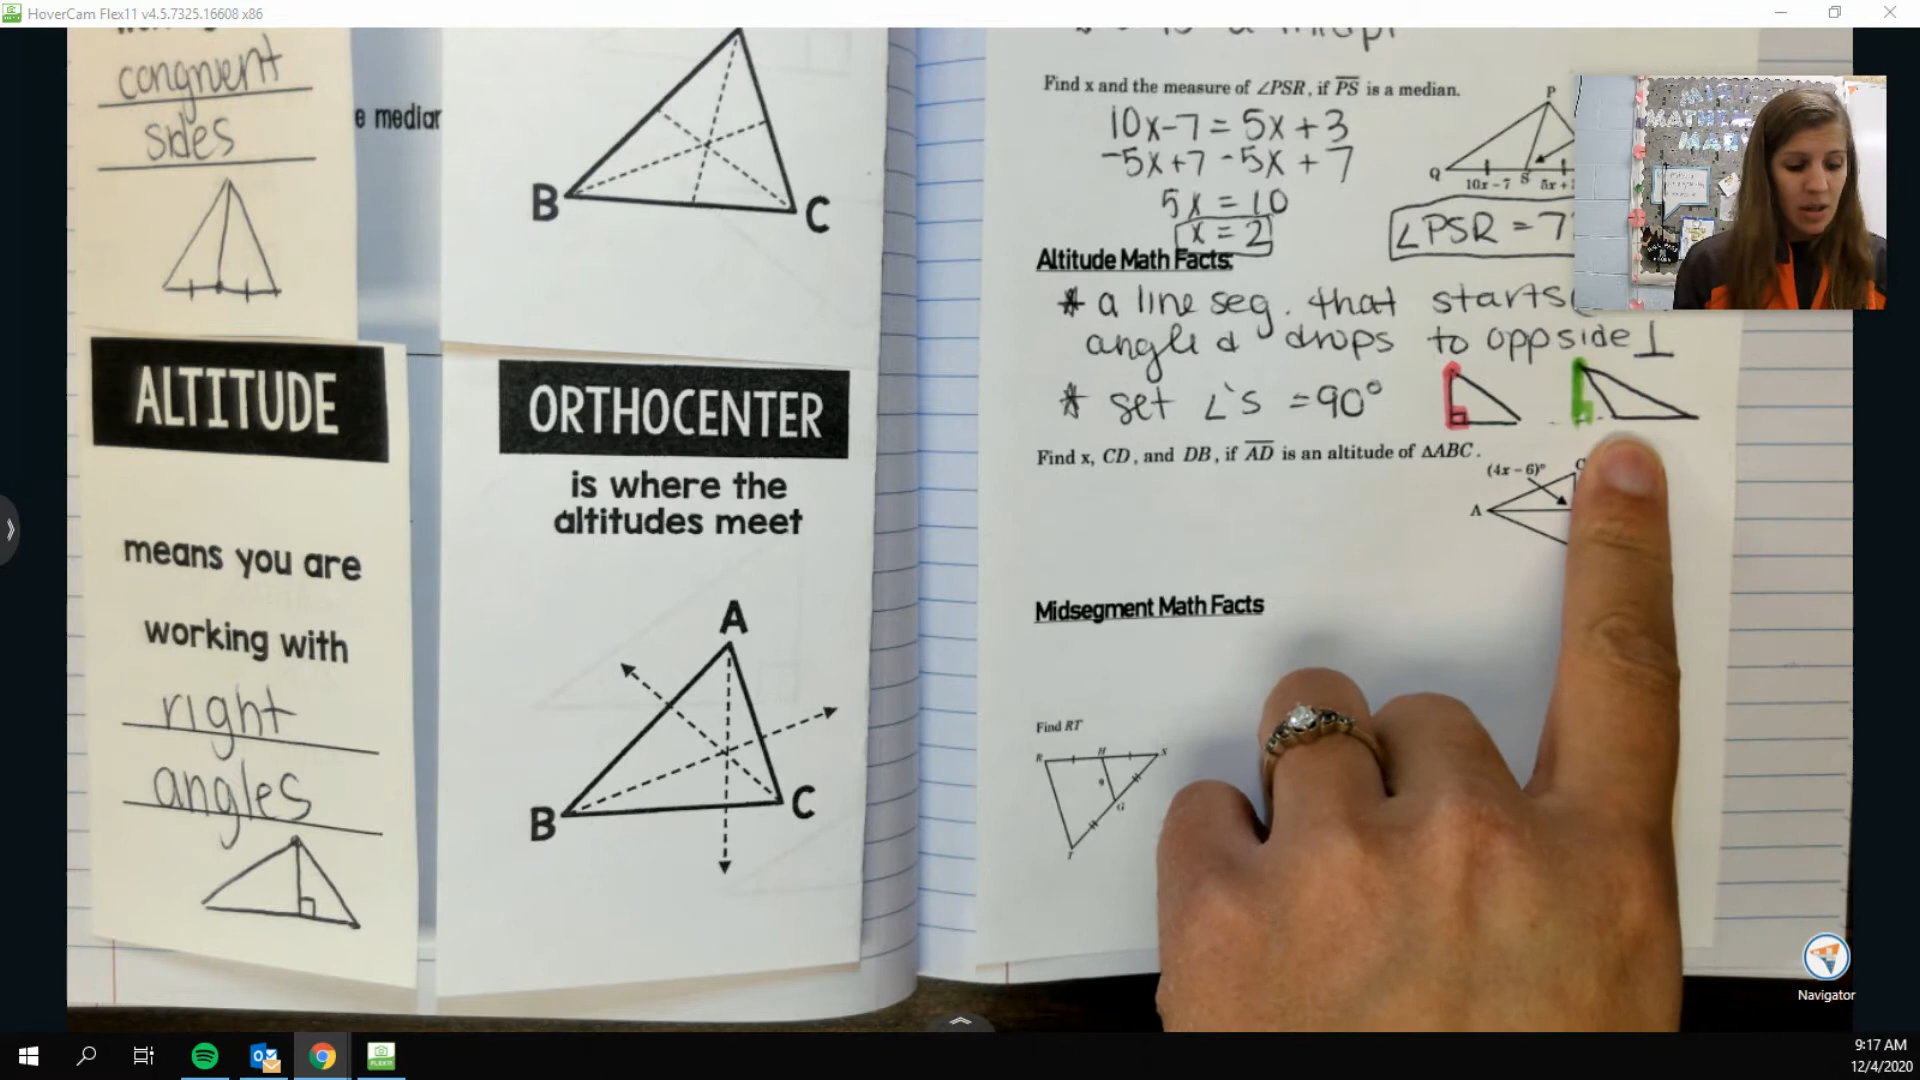 HoverCam Flex11 v4.5.7325.16608 x86
congruent
sides
e median
B
C
ALTITUDE
means you are
working with
right
angles
ORTHOCENTER
is where the
altitudes meet
A
B
C
Find x and the measure of ∠PSR, if PS is a median.
10x-7 = 5x+3
-5x+7 -5x + 7
5x = 10
x = 2
P
Q
10x-7 S 5x+
∠PSR = 7
Altitude Math Facts:
* a line seg. that starts
angle & drops to opp side ⊥
* set ∠'s = 90°
Find x, CD, and DB, if AD is an altitude of ΔABC.
(4x-6)°
A
Midsegment Math Facts
Find RT
R
H
S
9
G
T
Navigator
9:17 AM
12/4/2020